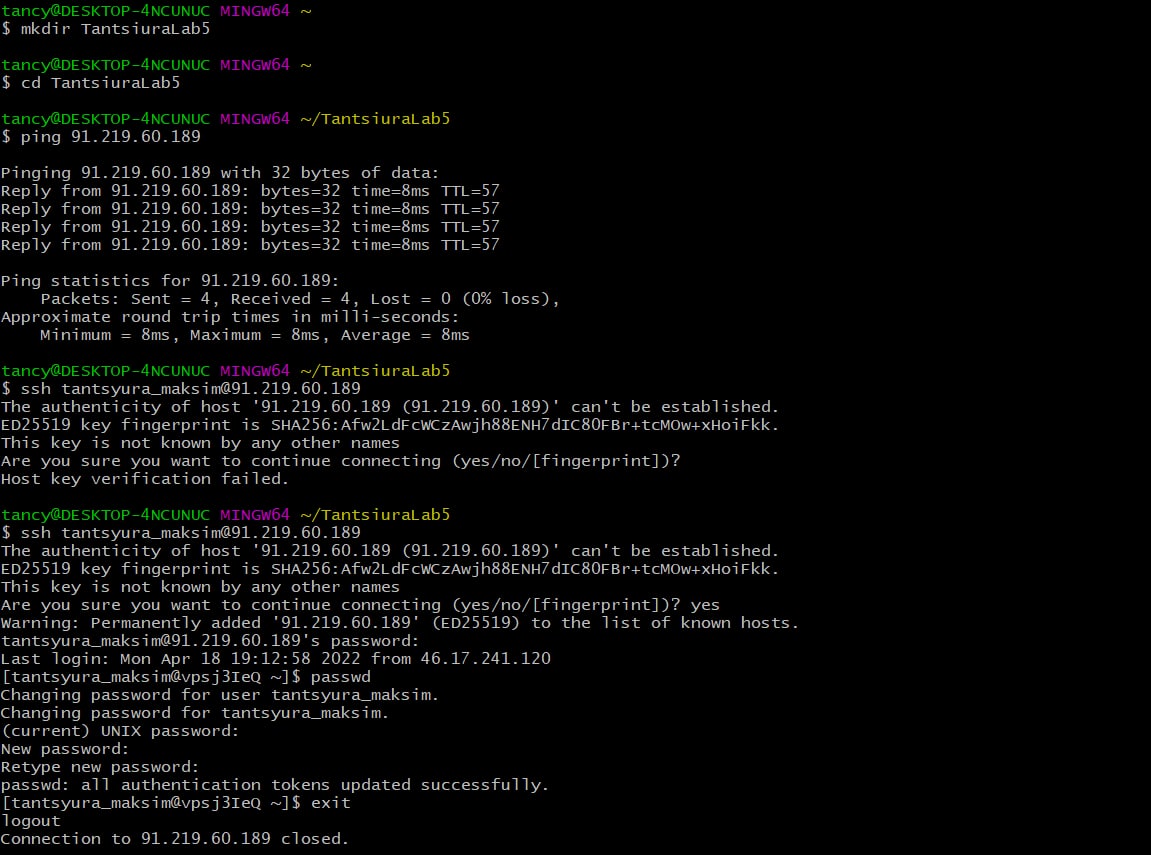 tancy@DESKTOP-4NCUNUC MINGW64 ~
$ mkdir TantsiuraLab5
tancy@DESKTOP-4NCUNUC MINGW64 ~
$ cd TantsiuraLab5
tancy@DESKTOP-4NCUNUC MINGW64 ~/TantsiuraLab5
$ ping 91.219.60.189
Pinging 91.219.60.189 with 32 bytes of data:
Reply from 91.219.60.189: bytes=32 time=8ms TTL=57
Reply from 91.219.60.189: bytes=32 time=8ms TTL=57
Reply from 91.219.60.189: bytes=32 time=8ms TTL=57
Reply from 91.219.60.189: bytes=32 time=8ms TTL=57
Ping statistics for 91.219.60.189:
    Packets: Sent = 4, Received = 4, Lost = 0 (0% loss),
Approximate round trip times in milli-seconds:
    Minimum = 8ms, Maximum = 8ms, Average = 8ms
tancy@DESKTOP-4NCUNUC MINGW64 ~/TantsiuraLab5
$ ssh tantsyura_maksim@91.219.60.189
The authenticity of host '91.219.60.189 (91.219.60.189)' can't be established.
ED25519 key fingerprint is SHA256:Afw2LdFcWCzAwjh88ENH7dIC80FBr+tcMOw+xHoiFkk.
This key is not known by any other names
Are you sure you want to continue connecting (yes/no/[fingerprint])?
Host key verification failed.
tancy@DESKTOP-4NCUNUC MINGW64 ~/TantsiuraLab5
$ ssh tantsyura_maksim@91.219.60.189
The authenticity of host '91.219.60.189 (91.219.60.189)' can't be established.
ED25519 key fingerprint is SHA256:Afw2LdFcWCzAwjh88ENH7dIC80FBr+tcMOw+xHoiFkk.
This key is not known by any other names
Are you sure you want to continue connecting (yes/no/[fingerprint])? yes
Warning: Permanently added '91.219.60.189' (ED25519) to the list of known hosts.
tantsyura_maksim@91.219.60.189's password:
Last login: Mon Apr 18 19:12:58 2022 from 46.17.241.120
[tantsyura_maksim@vpsj3IeQ ~]$ passwd
Changing password for user tantsyura_maksim.
Changing password for tantsyura_maksim.
(current) UNIX password:
New password:
Retype new password:
passwd: all authentication tokens updated successfully.
[tantsyura_maksim@vpsj3IeQ ~]$ exit
logout
Connection to 91.219.60.189 closed.